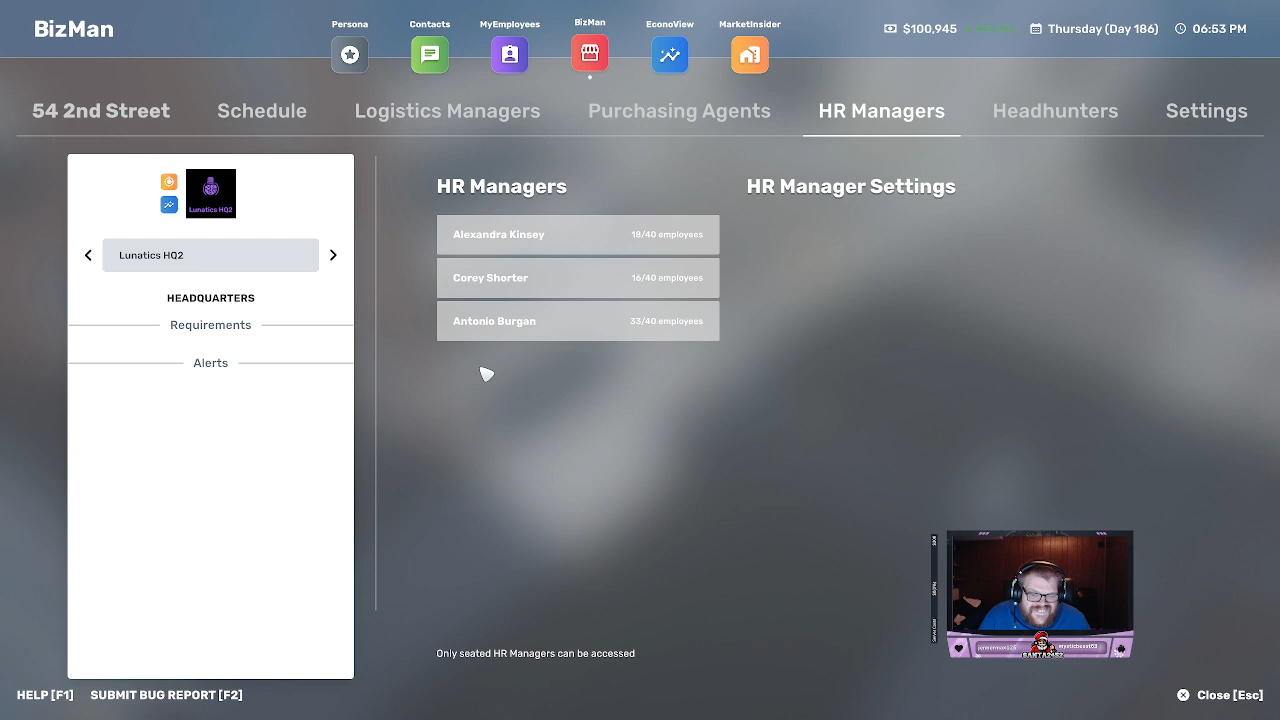 BizMan
Persona
Contacts
MyEmployees
BizMan
EconoView
MarketInsider
$100,945
Thursday (Day 186)
06:53 PM
54 2nd Street
Schedule
Logistics Managers
Purchasing Agents
HR Managers
Headhunters
Settings
Lunatics HQ2
Lunatics HQ2
HEADQUARTERS
Requirements
Alerts
HR Managers
Alexandra Kinsey 18/40 employees
Corey Shorter 16/40 employees
Antonio Burgan 33/40 employees
HR Manager Settings
Only seated HR Managers can be accessed
SANTA2452
HELP [F1]
SUBMIT BUG REPORT [F2]
Close [Esc]